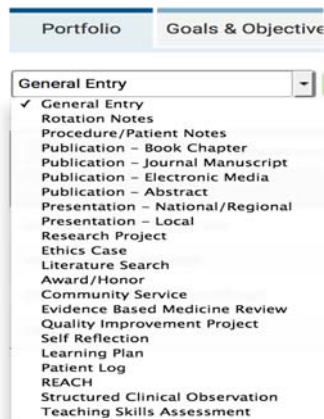 Portfolio Goals & Objective
General Entry
✓ General Entry
Rotation Notes
Procedure/Patient Notes
Publication – Book Chapter
Publication – Journal Manuscript
Publication – Electronic Media
Publication – Abstract
Presentation – National/Regional
Presentation – Local
Research Project
Ethics Case
Literature Search
Award/Honor
Community Service
Evidence Based Medicine Review
Quality Improvement Project
Self Reflection
Learning Plan
Patient Log
REACH
Structured Clinical Observation
Teaching Skills Assessment